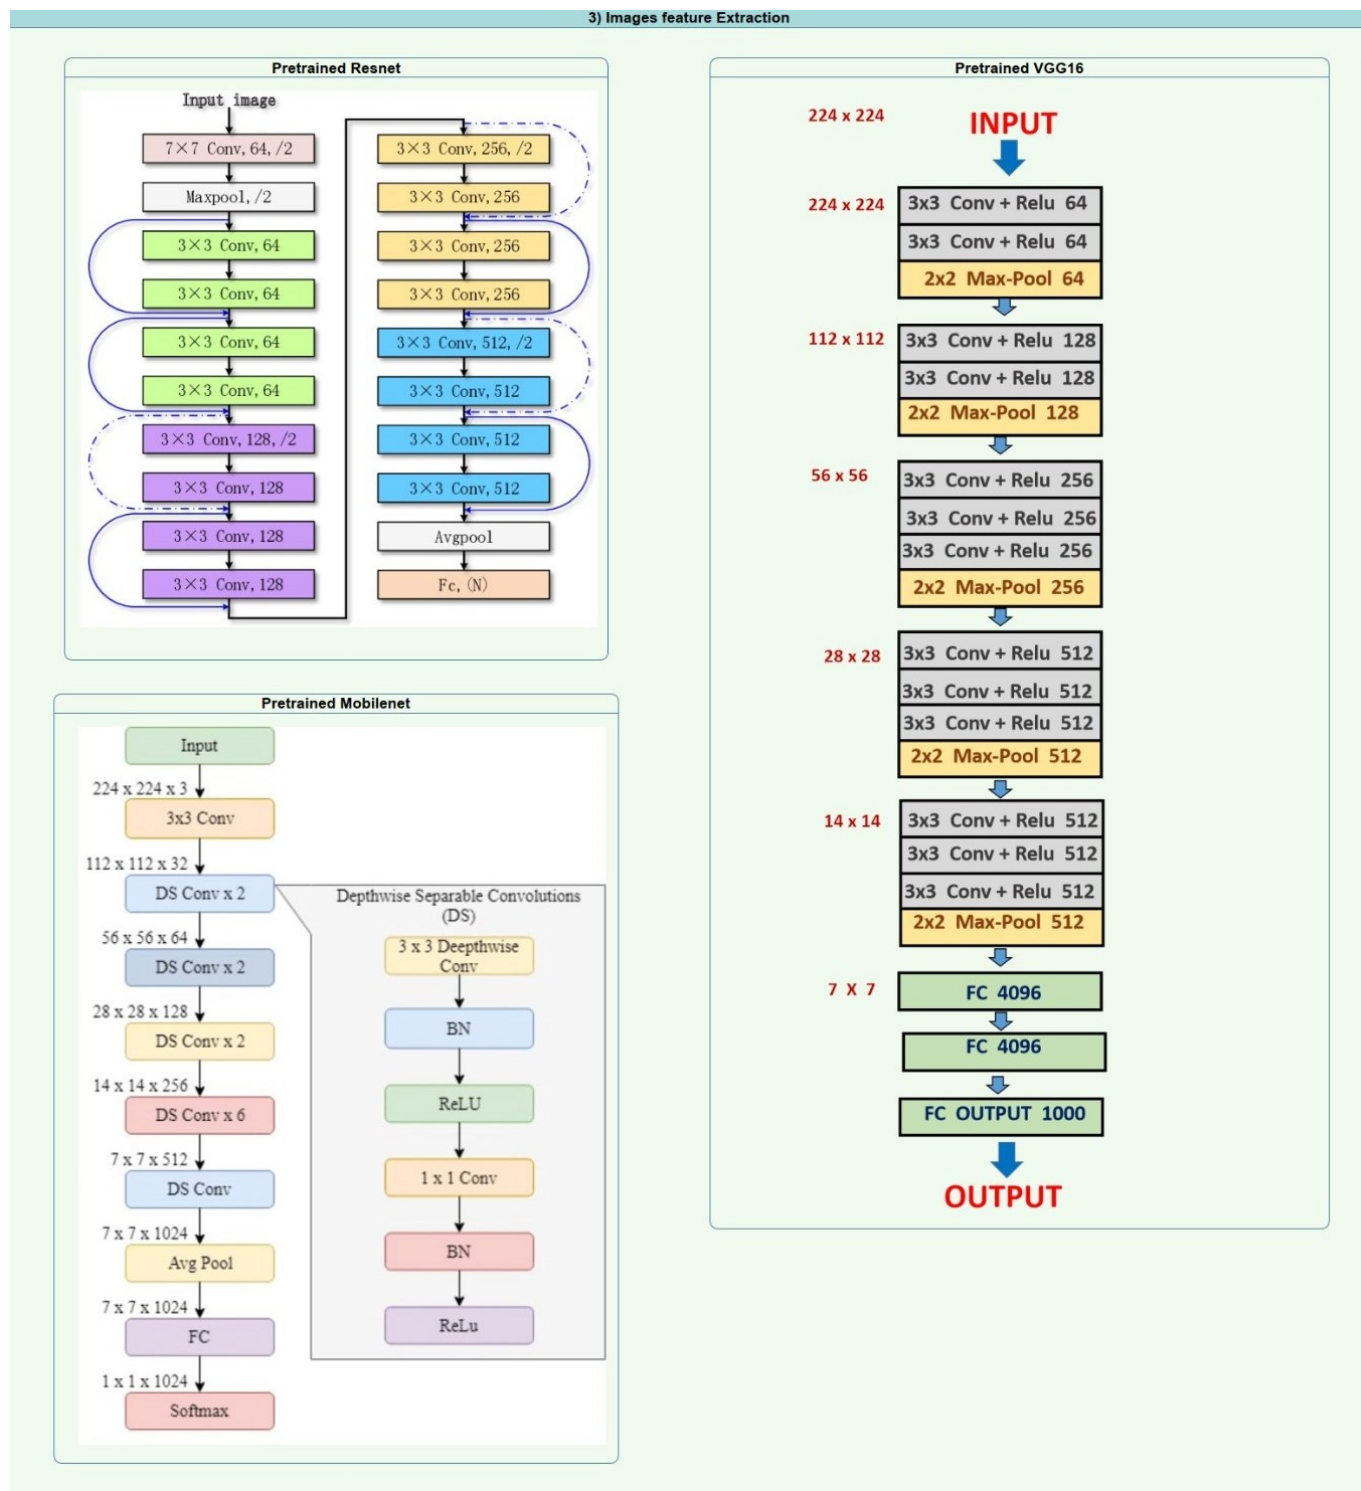 3) Images feature Extraction
Pretrained Resnet
Input image
7×7 Conv, 64, /2
Maxpool, /2
3×3 Conv, 64
3×3 Conv, 64
3×3 Conv, 64
3×3 Conv, 64
3×3 Conv, 128, /2
3×3 Conv, 128
3×3 Conv, 128
3×3 Conv, 128
3×3 Conv, 256, /2
3×3 Conv, 256
3×3 Conv, 256
3×3 Conv, 256
3×3 Conv, 512, /2
3×3 Conv, 512
3×3 Conv, 512
3×3 Conv, 512
Avgpool
Fc, (N)
Pretrained Mobilenet
Input
224 x 224 x 3
3x3 Conv
112 x 112 x 32
DS Conv x 2
56 x 56 x 64
DS Conv x 2
28 x 28 x 128
DS Conv x 2
14 x 14 x 256
DS Conv x 6
7 x 7 x 512
DS Conv
7 x 7 x 1024
Avg Pool
7 x 7 x 1024
FC
1 x 1 x 1024
Softmax
Depthwise Separable Convolutions
(DS)
3 x 3 Deepthwise
Conv
BN
ReLU
1 x 1 Conv
BN
ReLu
Pretrained VGG16
224 x 224
INPUT
224 x 224
3x3 Conv + Relu 64
3x3 Conv + Relu 64
2x2 Max-Pool 64
112 x 112
3x3 Conv + Relu 128
3x3 Conv + Relu 128
2x2 Max-Pool 128
56 x 56
3x3 Conv + Relu 256
3x3 Conv + Relu 256
3x3 Conv + Relu 256
2x2 Max-Pool 256
28 x 28
3x3 Conv + Relu 512
3x3 Conv + Relu 512
3x3 Conv + Relu 512
2x2 Max-Pool 512
14 x 14
3x3 Conv + Relu 512
3x3 Conv + Relu 512
3x3 Conv + Relu 512
2x2 Max-Pool 512
7 X 7
FC 4096
FC 4096
FC OUTPUT 1000
OUTPUT